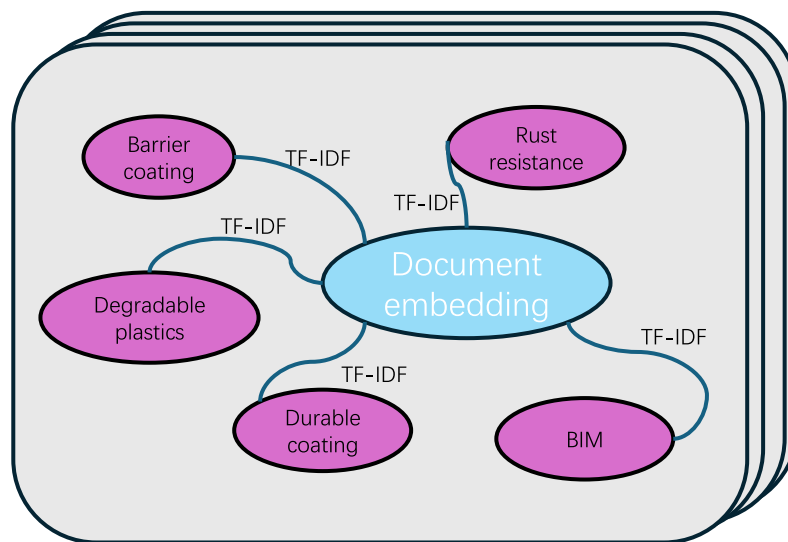 Barrier
coating
TF-IDF
Rust
resistance
TF-IDF
TF-IDF
Document
embedding
Degradable
plastics
TF-IDF
TF-IDF
Durable
coating
BIM